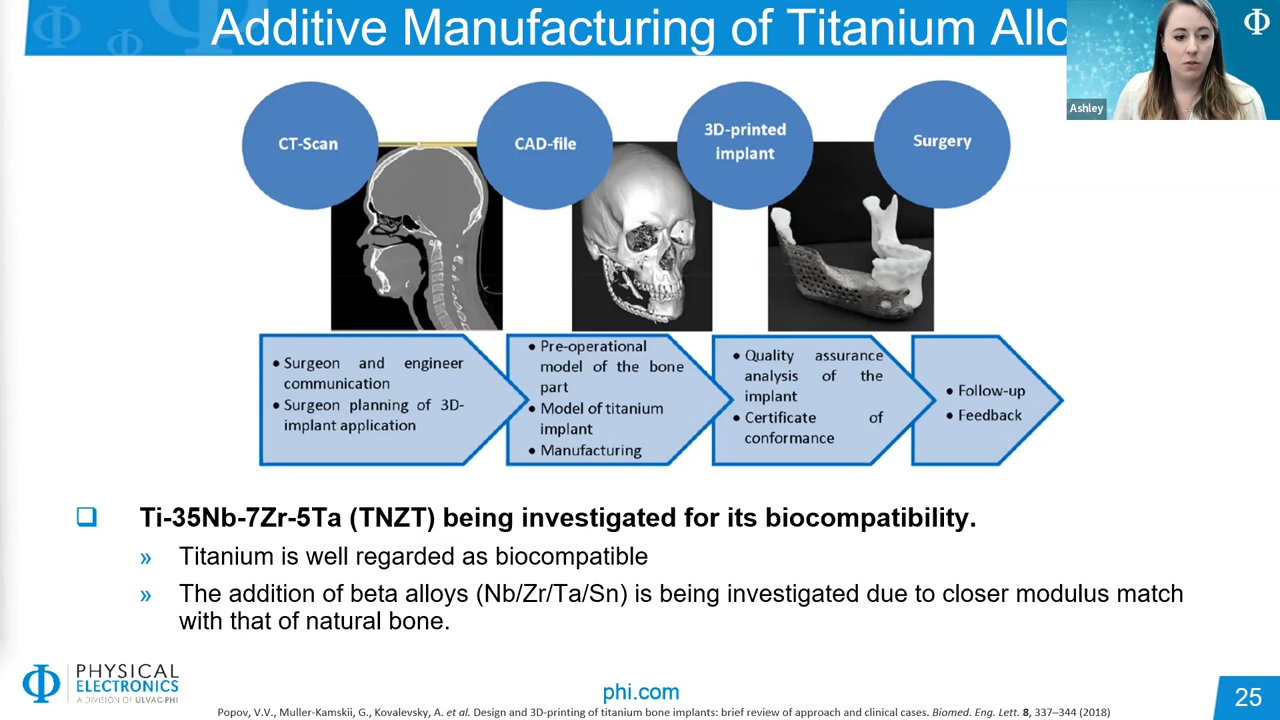 Additive Manufacturing of Titanium Allo
Ashley
CT-Scan
CAD-file
3D-printed
implant
Surgery
• Surgeon and engineer
communication
• Surgeon planning of 3D-
implant application
• Pre-operational
model of the bone
part
• Model of titanium
implant
• Manufacturing
• Quality assurance
analysis of the
implant
• Certificate of
conformance
• Follow-up
• Feedback
❑ Ti-35Nb-7Zr-5Ta (TNZT) being investigated for its biocompatibility.
» Titanium is well regarded as biocompatible
» The addition of beta alloys (Nb/Zr/Ta/Sn) is being investigated due to closer modulus match
with that of natural bone.
PHYSICAL
ELECTRONICS
A DIVISION OF ULVAC-PHI
phi.com
25
Popov, V.V., Muller-Kamskii, G., Kovalevsky, A. et al. Design and 3D-printing of titanium bone implants: brief review of approach and clinical cases. Biomed. Eng. Lett. 8, 337–344 (2018)